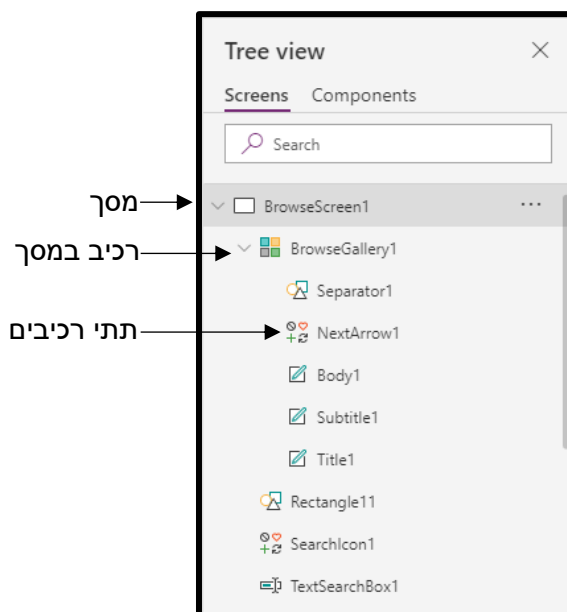 Tree view
Screens Components
Search
מסך
BrowseScreen1
רכיב במסך
BrowseGallery1
Separator1
תתי רכיבים
NextArrow1
Body1
Subtitle1
Title1
Rectangle11
SearchIcon1
TextSearchBox1